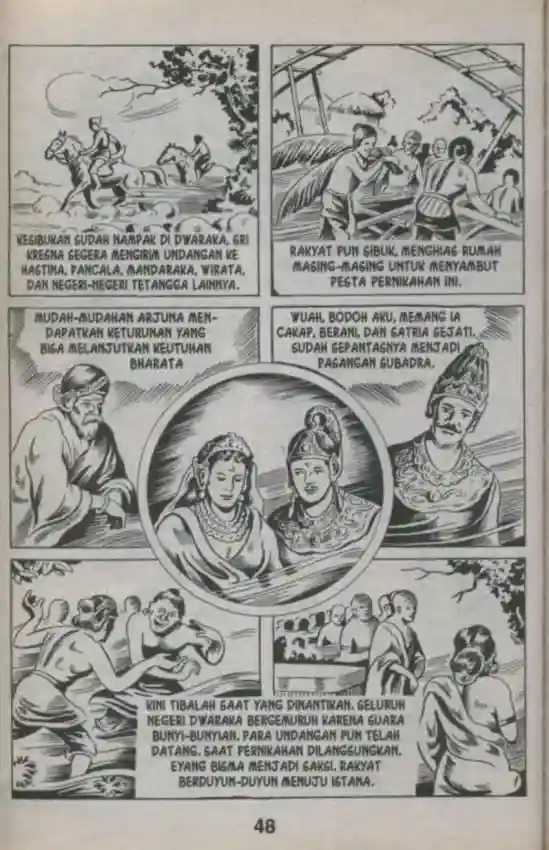 KESIBUKAN SUDAH NAMPAK DI DWARAKA. SRI
KRESNA SEGERA MENGIRIM UNDANGAN KE
HASTINA, PANCALA, MANDARAKA, WIRATA,
DAN NEGERI-NEGERI TETANGGA LAINNYA.
RAKYAT PUN SIBUK, MENGHIAS RUMAH
MASING-MASING UNTUK MENYAMBUT
PESTA PERNIKAHAN INI.
MUDAH-MUDAHAN ARJUNA MEN-
DAPATKAN KETURUNAN YANG
BISA MELANJUTKAN KEUTUHAN
BHARATA
WUAH, BODOH AKU, MEMANG IA
CAKAP, BERANI, DAN SATRIA SEJATI.
SUDAH SEPANTASNYA MENJADI
PASANGAN SUBADRA.
KINI TIBALAH SAAT YANG DINANTIKAN. SELURUH
NEGERI DWARAKA BERGEMURUH KARENA SUARA
BUNYI-BUNYIAN. PARA UNDANGAN PUN TELAH
DATANG. SAAT PERNIKAHAN DILANGSUNGKAN.
EYANG BISMA MENJADI SAKSI. RAKYAT
BERDUYUN-DUYUN MENUJU ISTANA.
48